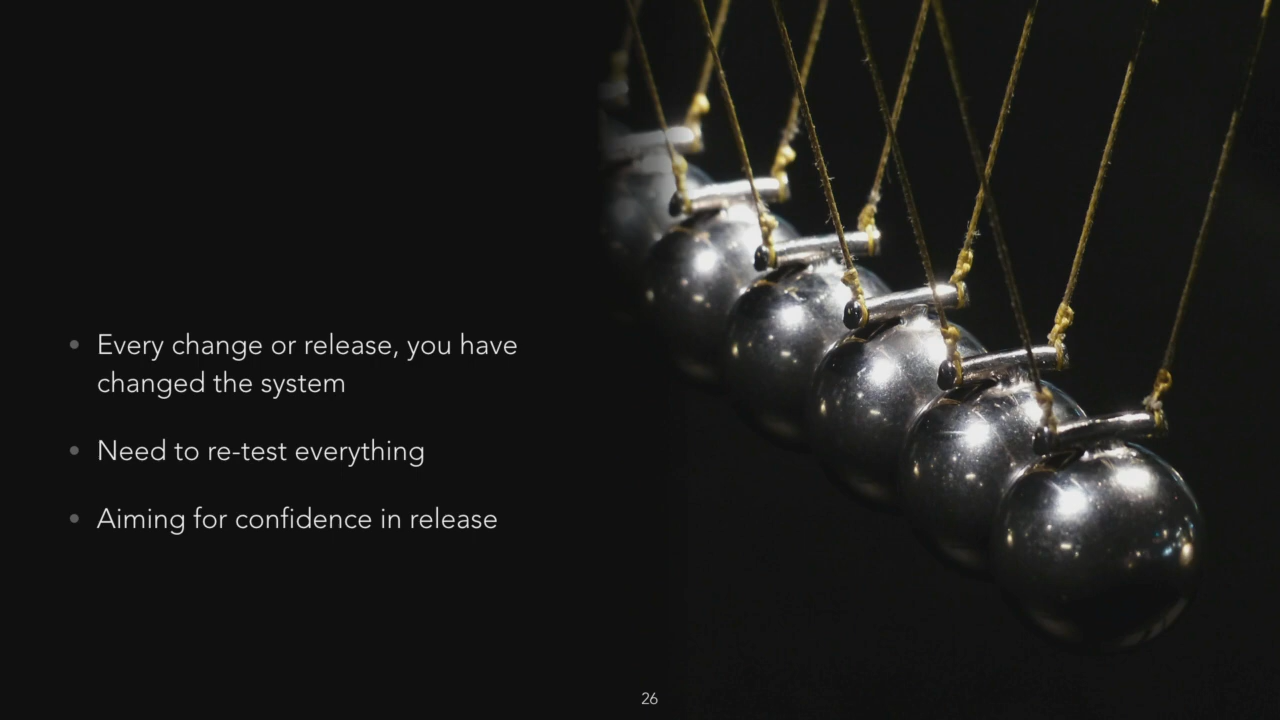 • Every change or release, you have
changed the system
• Need to re-test everything
• Aiming for confidence in release
26